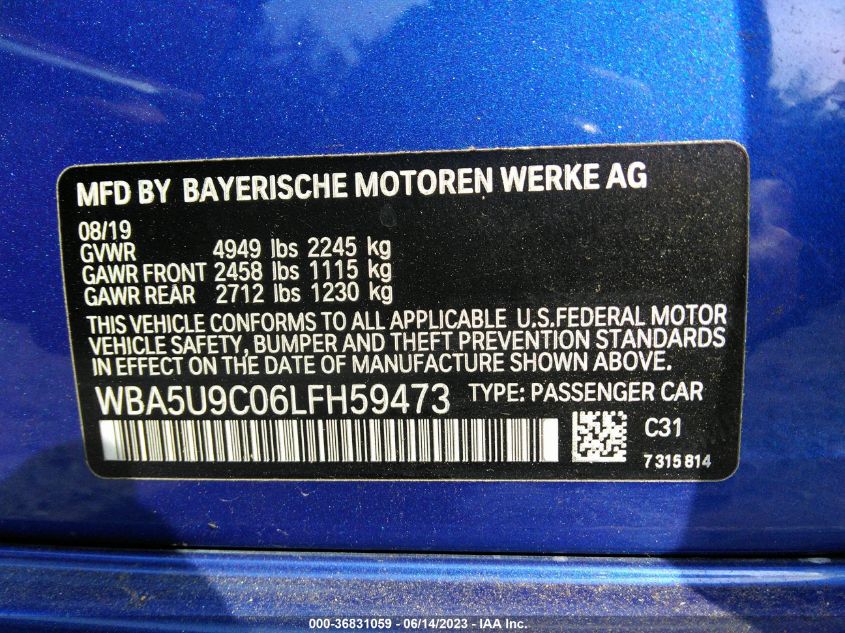 MFD BY BAYERISCHE MOTOREN WERKE AG
08/19
GVWR 4949 lbs 2245 kg
GAWR FRONT 2458 lbs 1115 kg
GAWR REAR 2712 lbs 1230 kg
THIS VEHICLE CONFORMS TO ALL APPLICABLE U.S.FEDERAL MOTOR
VEHICLE SAFETY, BUMPER AND THEFT PREVENTION STANDARDS
IN EFFECT ON THE DATE OF MANUFACTURE SHOWN ABOVE.
WBA5U9C06LFH59473 TYPE: PASSENGER CAR
C31
7 315 814
000-36831059 - 06/14/2023 - IAA Inc.